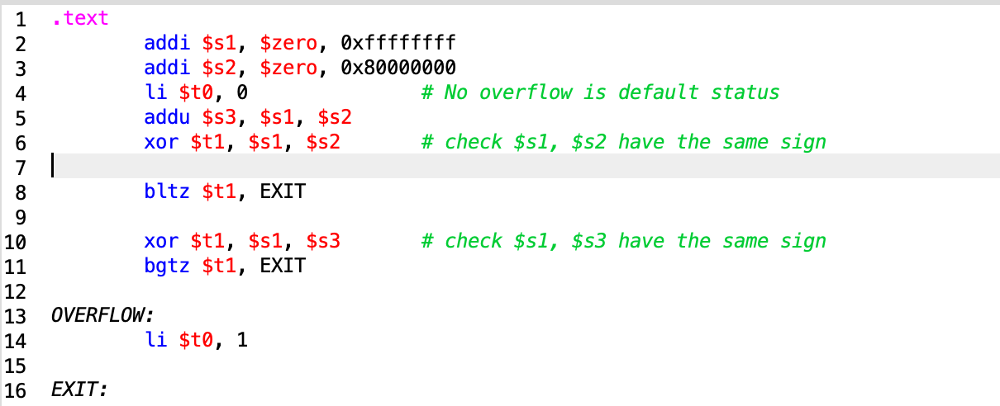 1 .text
2 addi $s1, $zero, 0xffffffff
3 addi $s2, $zero, 0x80000000
4 li $t0, 0 # No overflow is default status
5 addu $s3, $s1, $s2
6 xor $t1, $s1, $s2 # check $s1, $s2 have the same sign
7
8 bltz $t1, EXIT
9
10 xor $t1, $s1, $s3 # check $s1, $s3 have the same sign
11 bgtz $t1, EXIT
12
13 OVERFLOW:
14 li $t0, 1
15
16 EXIT: